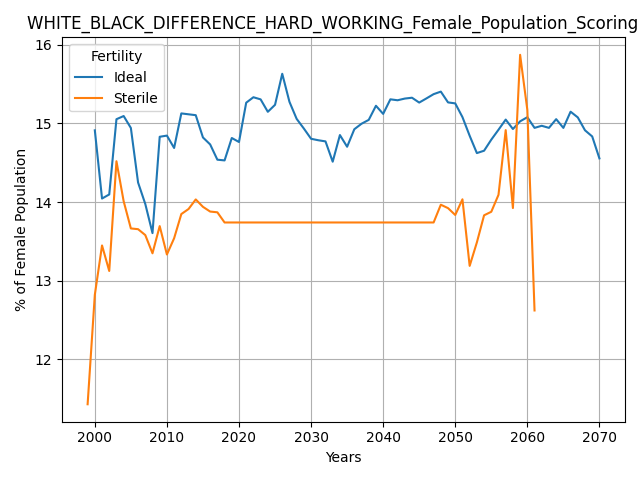 WHITE_BLACK_DIFFERENCE_HARD_WORKING_Female_Population_Scoring
Fertility
Ideal
Sterile
% of Female Population
16
15
14
13
12
2000 2010 2020 2030 2040 2050 2060 2070
Years